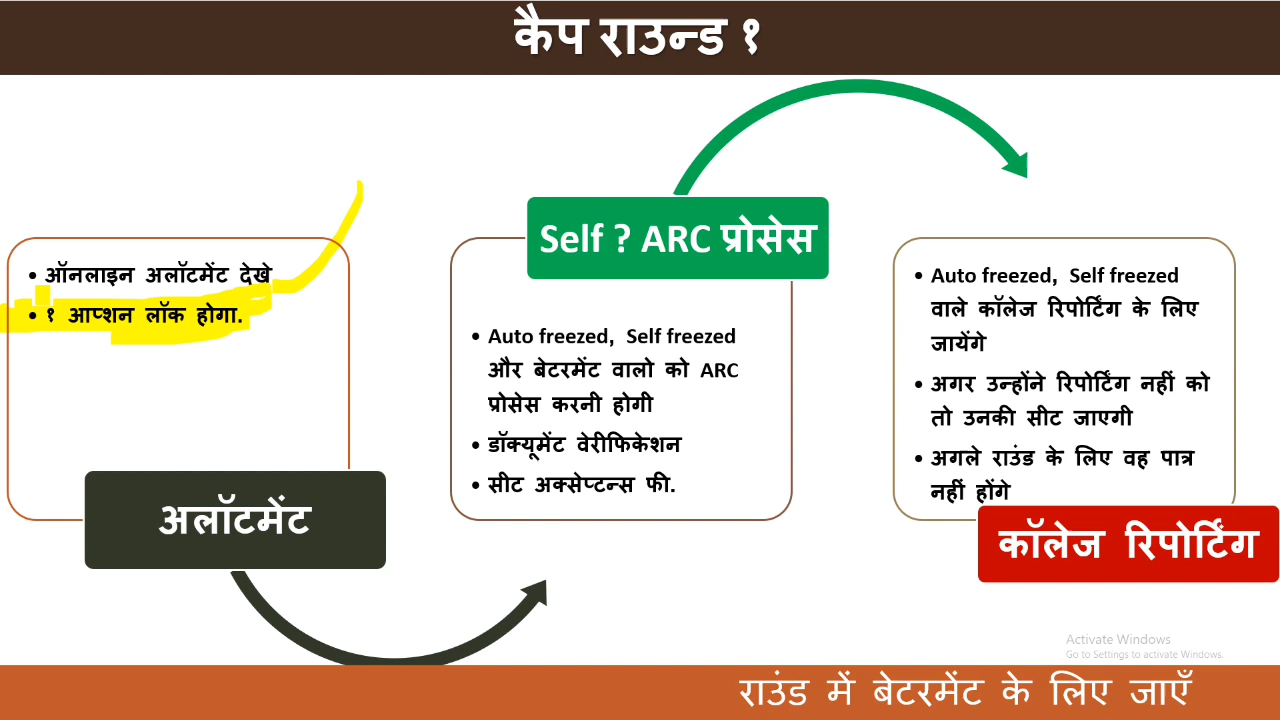 कैप राउन्ड १
• ऑनलाइन अलॉटमेंट देखे
• १ आप्शन लॉक होगा.
अलॉटमेंट
Self ? ARC प्रोसेस
• Auto freezed, Self freezed
और बेटरमेंट वालो को ARC
प्रोसेस करनी होगी
• डॉक्यूमेंट वेरीफिकेशन
• सीट अक्सेप्टन्स फी.
• Auto freezed, Self freezed
वाले कॉलेज रिपोर्टिंग के लिए
जायेंगे
• अगर उन्होंने रिपोर्टिंग नहीं को
तो उनकी सीट जाएगी
• अगले राउंड के लिए वह पात्र
नहीं होंगे
कॉलेज रिपोर्टिंग
Activate Windows
Go to Settings to activate Windows.
राउंड में बेटरमेंट के लिए जाएँ